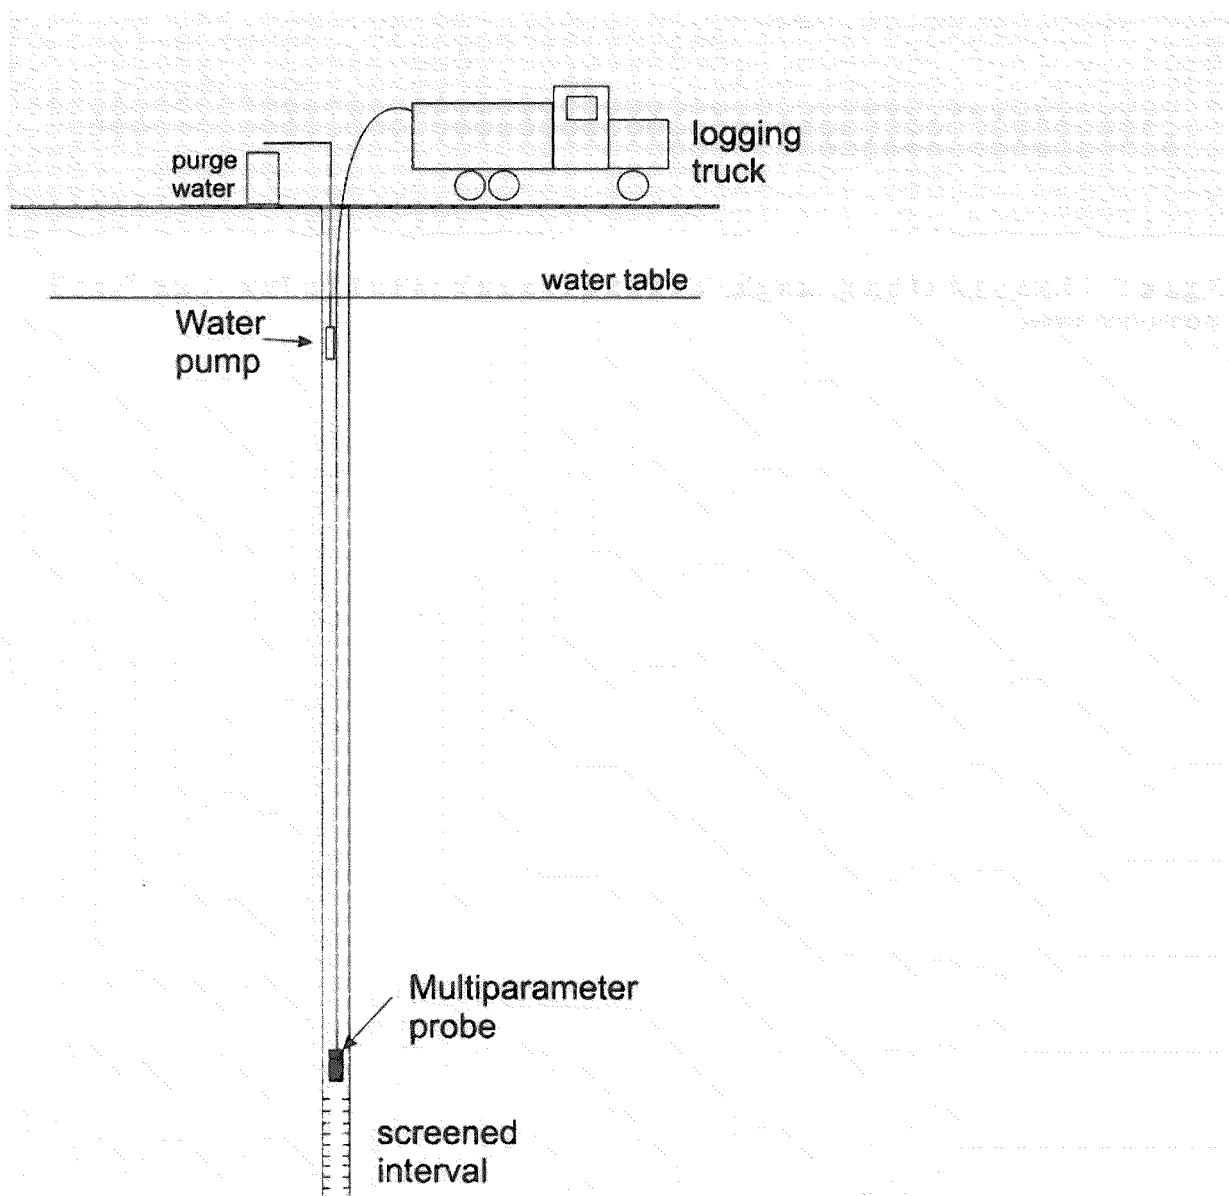 logging
truck
purge
water
water table
Water
pump
Multiparameter
probe
screened
interval